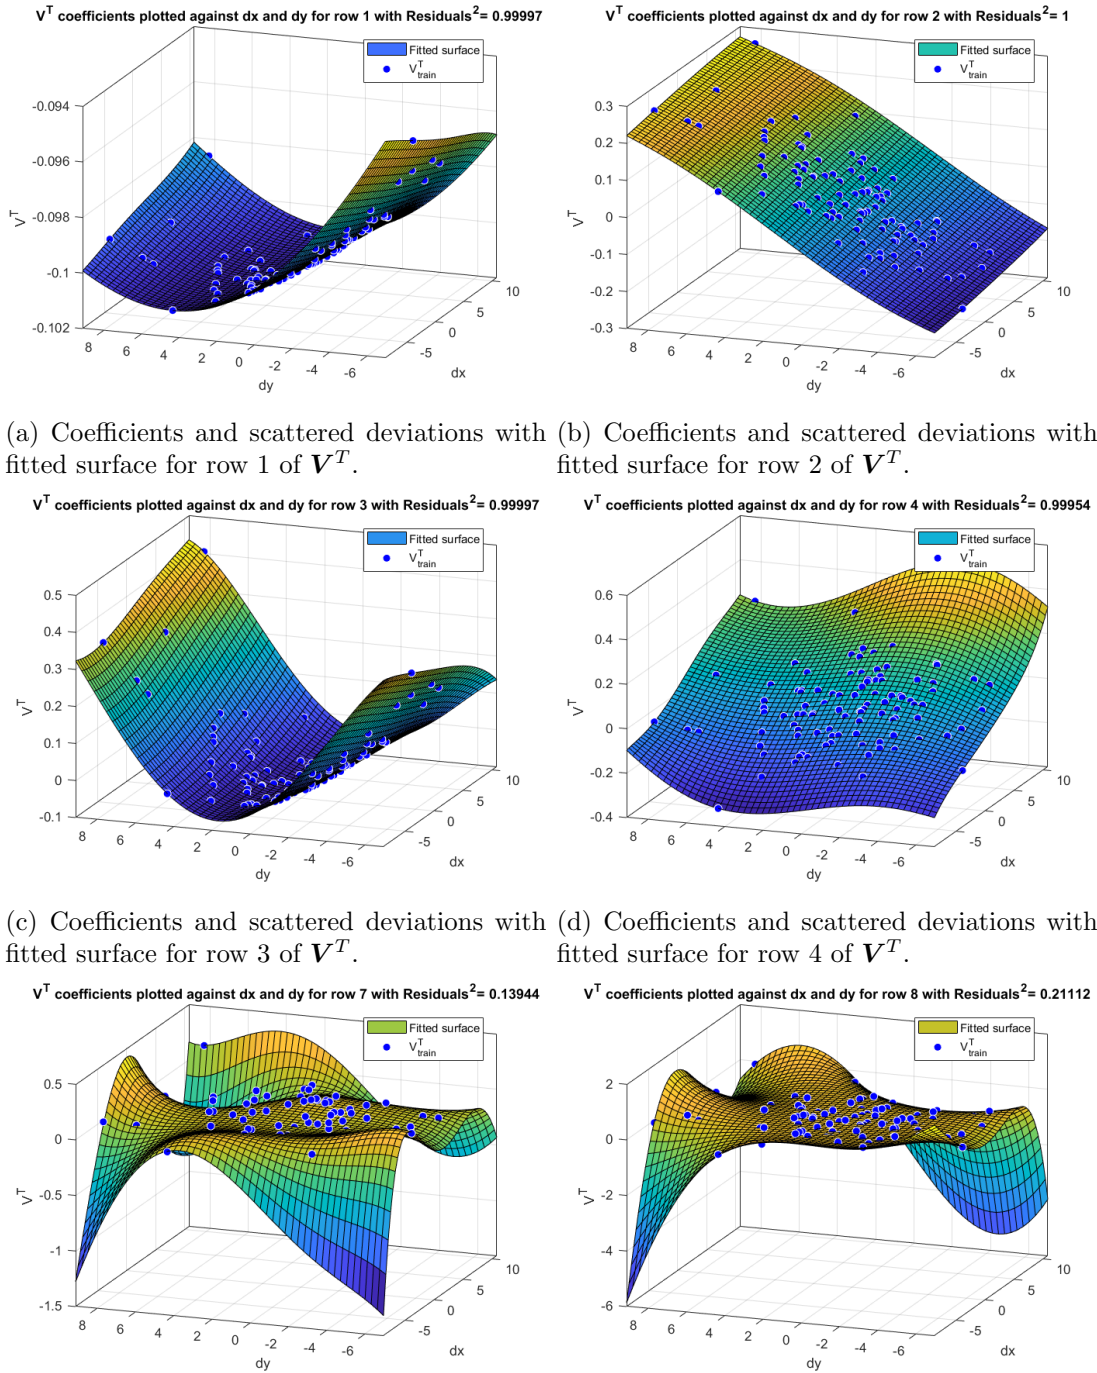 V^T coefficients plotted against dx and dy for row 1 with Residuals^2= 0.99997
Fitted surface
V^T_train
-0.094
-0.096
-0.098
-0.1
-0.102
V^T
8 6 4 2 0 -2 -4 -6
dy
-5 0 5 10
dx
V^T coefficients plotted against dx and dy for row 2 with Residuals^2= 1
Fitted surface
V^T_train
0.3
0.2
0.1
0
-0.1
-0.2
-0.3
V^T
8 6 4 2 0 -2 -4 -6
dy
-5 0 5 10
dx
(a) Coefficients and scattered deviations with
fitted surface for row 1 of V^T.
(b) Coefficients and scattered deviations with
fitted surface for row 2 of V^T.
V^T coefficients plotted against dx and dy for row 3 with Residuals^2= 0.99997
Fitted surface
V^T_train
0.5
0.4
0.3
0.2
0.1
0
-0.1
V^T
8 6 4 2 0 -2 -4 -6
dy
-5 0 5 10
dx
V^T coefficients plotted against dx and dy for row 4 with Residuals^2= 0.99954
Fitted surface
V^T_train
0.6
0.4
0.2
0
-0.2
-0.4
V^T
8 6 4 2 0 -2 -4 -6
dy
-5 0 5 10
dx
(c) Coefficients and scattered deviations with
fitted surface for row 3 of V^T.
(d) Coefficients and scattered deviations with
fitted surface for row 4 of V^T.
V^T coefficients plotted against dx and dy for row 7 with Residuals^2= 0.13944
Fitted surface
V^T_train
0.5
0
-0.5
-1
-1.5
V^T
8 6 4 2 0 -2 -4 -6
dy
-5 0 5 10
dx
V^T coefficients plotted against dx and dy for row 8 with Residuals^2= 0.21112
Fitted surface
V^T_train
2
0
-2
-4
-6
V^T
8 6 4 2 0 -2 -4 -6
dy
-5 0 5 10
dx